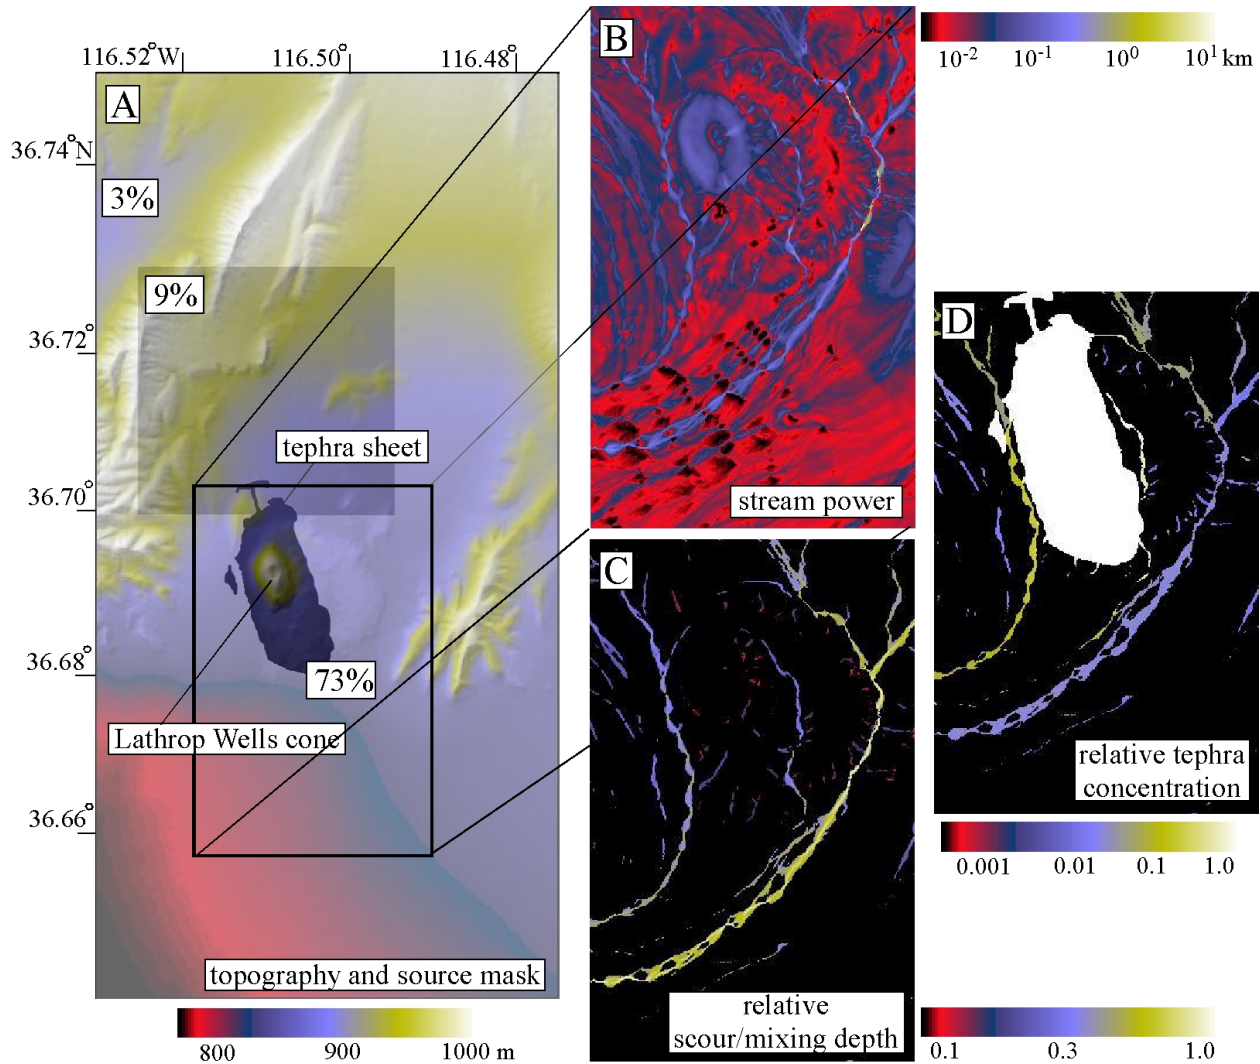 116.52°W
116.50°
116.48°
A
36.74°N
3%
9%
36.72°
tephra sheet
36.70°
36.68°
73%
Lathrop Wells cone
36.66°
topography and source mask
800
900
1000 m
B
stream power
10-2
10-1
100
101 km
C
relative
scour/mixing depth
0.1
0.3
1.0
D
relative tephra
concentration
0.001
0.01
0.1
1.0